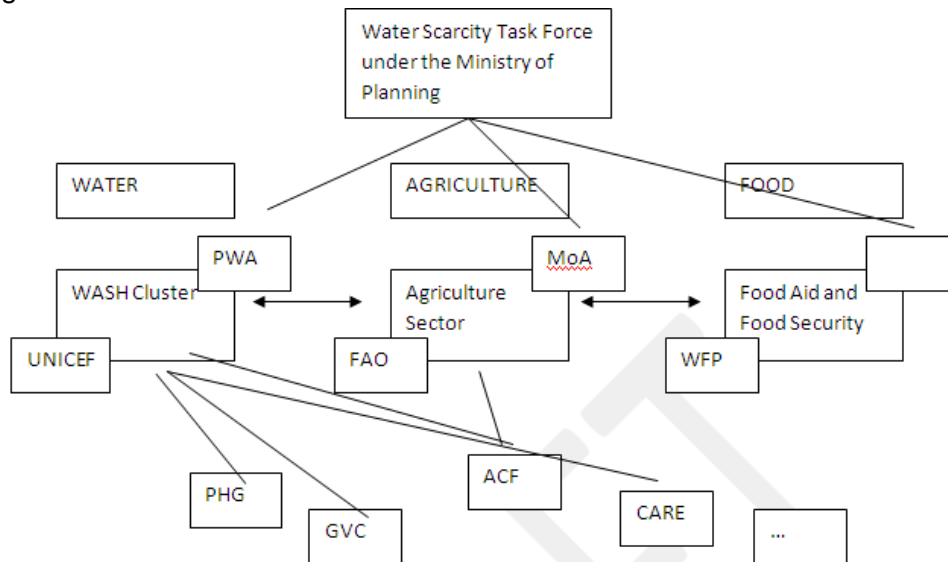 Water Scarcity Task Force
under the Ministry of
Planning
WATER
AGRICULTURE
FOOD
PWA
MoA
WASH Cluster
Agriculture
Sector
Food Aid and
Food Security
UNICEF
FAO
WFP
PHG
GVC
ACF
CARE
...